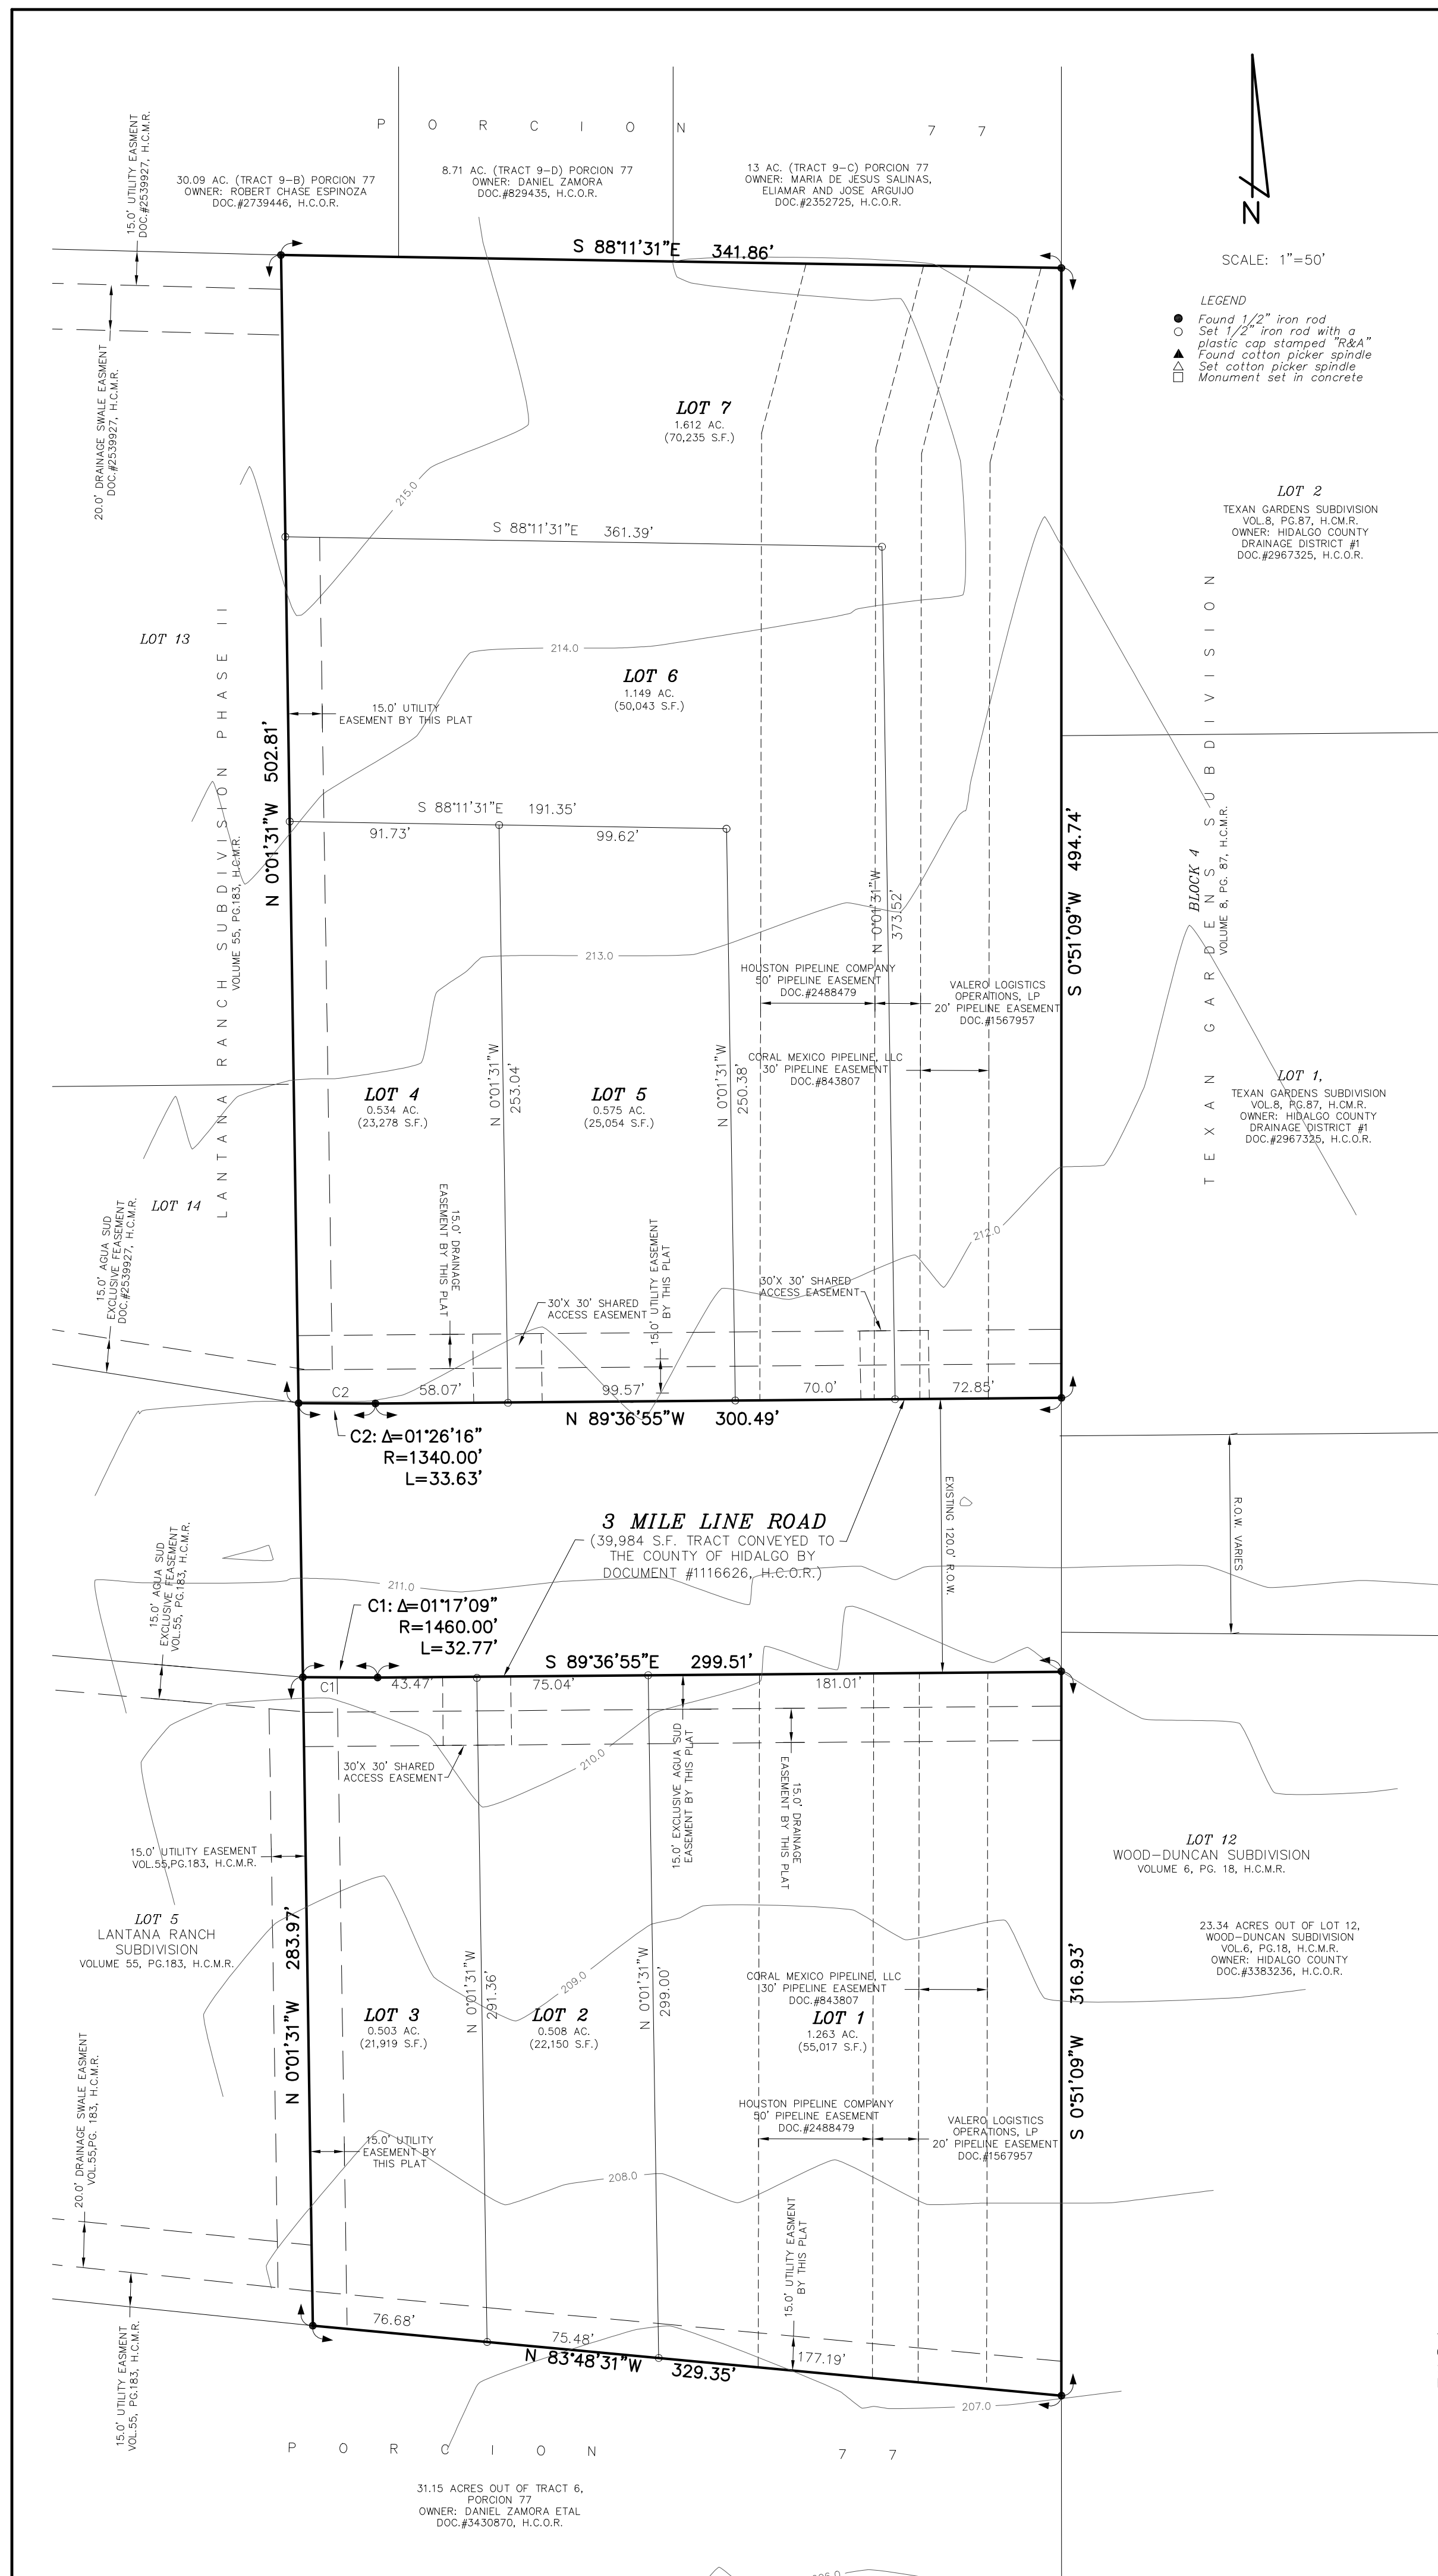 P O R C I O N 7 7
15.0' UTILITY EASMENT
DOC.#2539927, H.C.M.R.
30.09 AC. (TRACT 9-B) PORCION 77
OWNER: ROBERT CHASE ESPINOZA
DOC.#2739446, H.C.O.R.
8.71 AC. (TRACT 9-D) PORCION 77
OWNER: DANIEL ZAMORA
DOC.#829435, H.C.O.R.
13 AC. (TRACT 9-C) PORCION 77
OWNER: MARIA DE JESUS SALINAS,
ELIAMAR AND JOSE ARGUIJO
DOC.#2352725, H.C.O.R.
N
SCALE: 1"=50'
LEGEND
Found 1/2" iron rod
Set 1/2" iron rod with a
plastic cap stamped "R&A"
Found cotton picker spindle
Set cotton picker spindle
Monument set in concrete
S 88°11'31"E 341.86'
20.0' DRAINAGE SWALE EASMENT
DOC.#2539927, H.C.M.R.
LOT 7
1.612 AC.
(70,235 S.F.)
215.0
LOT 2
TEXAN GARDENS SUBDIVISION
VOL.8, PG.87, H.CM.R.
OWNER: HIDALGO COUNTY
DRAINAGE DISTRICT #1
DOC.#2967325, H.C.O.R.
S 88°11'31"E 361.39'
LOT 13
214.0
LOT 6
1.149 AC.
(50,043 S.F.)
15.0' UTILITY
EASEMENT BY THIS PLAT
LANTANA RANCH SUBDIVISION PHASE II
VOLUME 55, PG.183, H.C.M.R.
N 0°01'31"W 502.81'
S 88°11'31"E 191.35'
91.73'
99.62'
S 0°51'09"W 494.74'
TEXAN GARDENS SUBDIVISION
BLOCK 4
VOLUME 8, PG. 87, H.C.M.R.
N 0°01'31"W
373.52'
213.0
HOUSTON PIPELINE COMPANY
50' PIPELINE EASEMENT
DOC.#2488479
VALERO LOGISTICS
OPERATIONS, LP
20' PIPELINE EASEMENT
DOC.#1567957
CORAL MEXICO PIPELINE, LLC
30' PIPELINE EASEMENT
DOC.#843807
N 0°01'31"W
253.04'
N 0°01'31"W
250.38'
LOT 4
0.534 AC.
(23,278 S.F.)
LOT 5
0.575 AC.
(25,054 S.F.)
LOT 1,
TEXAN GARDENS SUBDIVISION
VOL.8, PG.87, H.CM.R.
OWNER: HIDALGO COUNTY
DRAINAGE DISTRICT #1
DOC.#2967325, H.C.O.R.
LOT 14
15.0' AGUA SUD
EXCLUSIVE FEASEMENT
DOC.#2539927, H.C.M.R.
15.0' DRAINAGE
EASEMENT BY THIS PLAT
15.0' UTILITY EASEMENT
BY THIS PLAT
212.0
30'X 30' SHARED
ACCESS EASEMENT
30'X 30' SHARED
ACCESS EASEMENT
C2
58.07'
99.57'
70.0'
72.85'
N 89°36'55"W 300.49'
C2: Δ=01°26'16"
R=1340.00'
L=33.63'
3 MILE LINE ROAD
(39,984 S.F. TRACT CONVEYED TO
THE COUNTY OF HIDALGO BY
DOCUMENT #1116626, H.C.O.R.)
EXISTING 120.0' R.O.W.
R.O.W. VARIES
15.0' AGUA SUD
EXCLUSIVE FEASEMENT
VOL.55, PG.183, H.C.M.R.
211.0
C1: Δ=01°17'09"
R=1460.00'
L=32.77'
S 89°36'55"E 299.51'
C1
43.47'
75.04'
181.01'
30'X 30' SHARED
ACCESS EASEMENT
210.0
15.0' EXCLUSIVE AGUA SUD
EASEMENT BY THIS PLAT
15.0' DRAINAGE
EASEMENT BY THIS PLAT
15.0' UTILITY EASEMENT
VOL.55,PG.183, H.C.M.R.
LOT 12
WOOD-DUNCAN SUBDIVISION
VOLUME 6, PG. 18, H.C.M.R.
LOT 5
LANTANA RANCH
SUBDIVISION
VOLUME 55, PG.183, H.C.M.R.
23.34 ACRES OUT OF LOT 12,
WOOD-DUNCAN SUBDIVISION
VOL.6, PG.18, H.C.M.R.
OWNER: HIDALGO COUNTY
DOC.#3383236, H.C.O.R.
N 0°01'31"W 283.97'
N 0°01'31"W
291.36'
N 0°01'31"W
299.00'
209.0
S 0°51'09"W 316.93'
CORAL MEXICO PIPELINE, LLC
30' PIPELINE EASEMENT
DOC.#843807
LOT 3
0.503 AC.
(21,919 S.F.)
LOT 2
0.508 AC.
(22,150 S.F.)
LOT 1
1.263 AC.
(55,017 S.F.)
HOUSTON PIPELINE COMPANY
50' PIPELINE EASEMENT
DOC.#2488479
VALERO LOGISTICS
OPERATIONS, LP
20' PIPELINE EASEMENT
DOC.#1567957
20.0' DRAINAGE SWALE EASMENT
VOL.55,PG. 183, H.C.M.R.
15.0' UTILITY
EASEMENT BY
THIS PLAT
208.0
15.0' UTILITY EASMENT
BY THIS PLAT
15.0' UTILITY EASMENT
VOL.55, PG.183, H.C.M.R.
76.68'
75.48'
177.19'
N 83°48'31"W 329.35'
207.0
P O R C I O N 7 7
31.15 ACRES OUT OF TRACT 6,
PORCION 77
OWNER: DANIEL ZAMORA ETAL
DOC.#3430870, H.C.O.R.